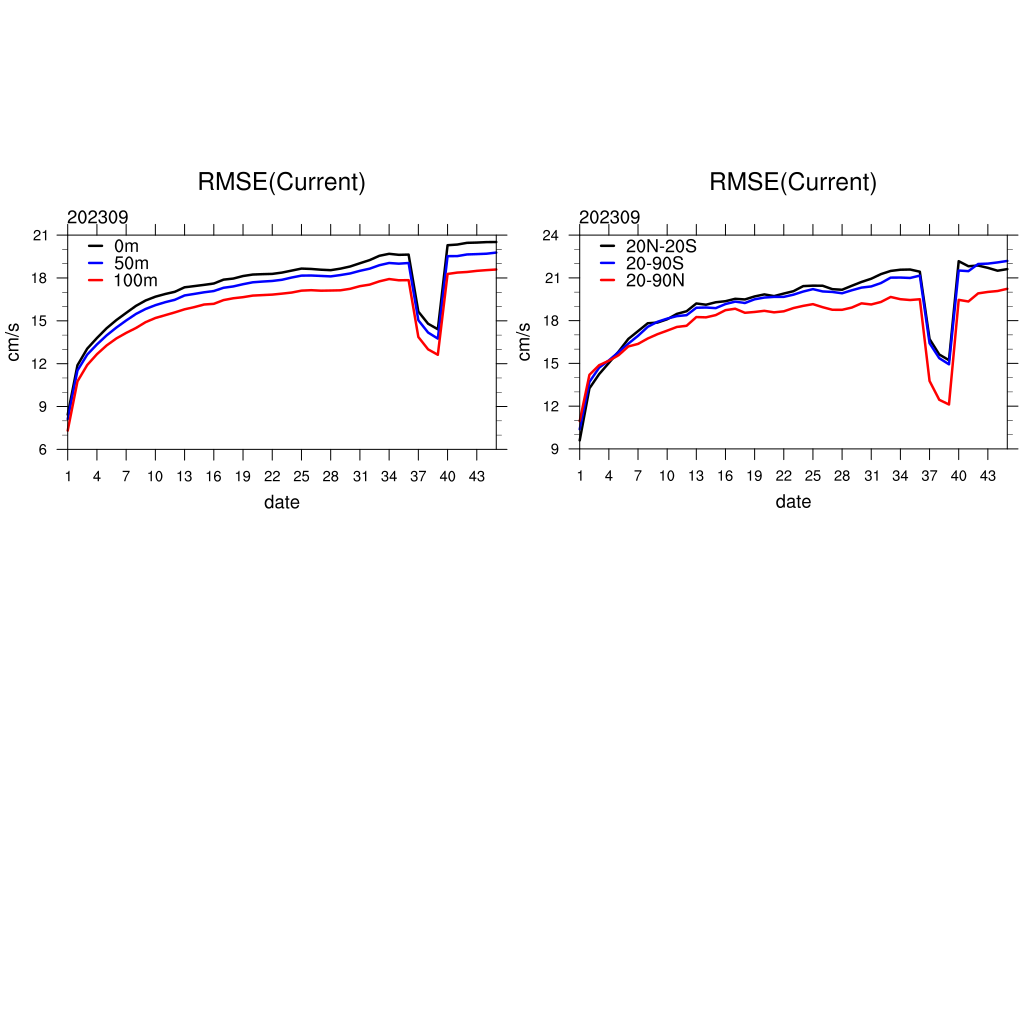 RMSE(Current)
202309
21
18
15
12
9
6
cm/s
0m
50m
100m
1 4 7 10 13 16 19 22 25 28 31 34 37 40 43
date
RMSE(Current)
202309
24
21
18
15
12
9
cm/s
20N-20S
20-90S
20-90N
1 4 7 10 13 16 19 22 25 28 31 34 37 40 43
date